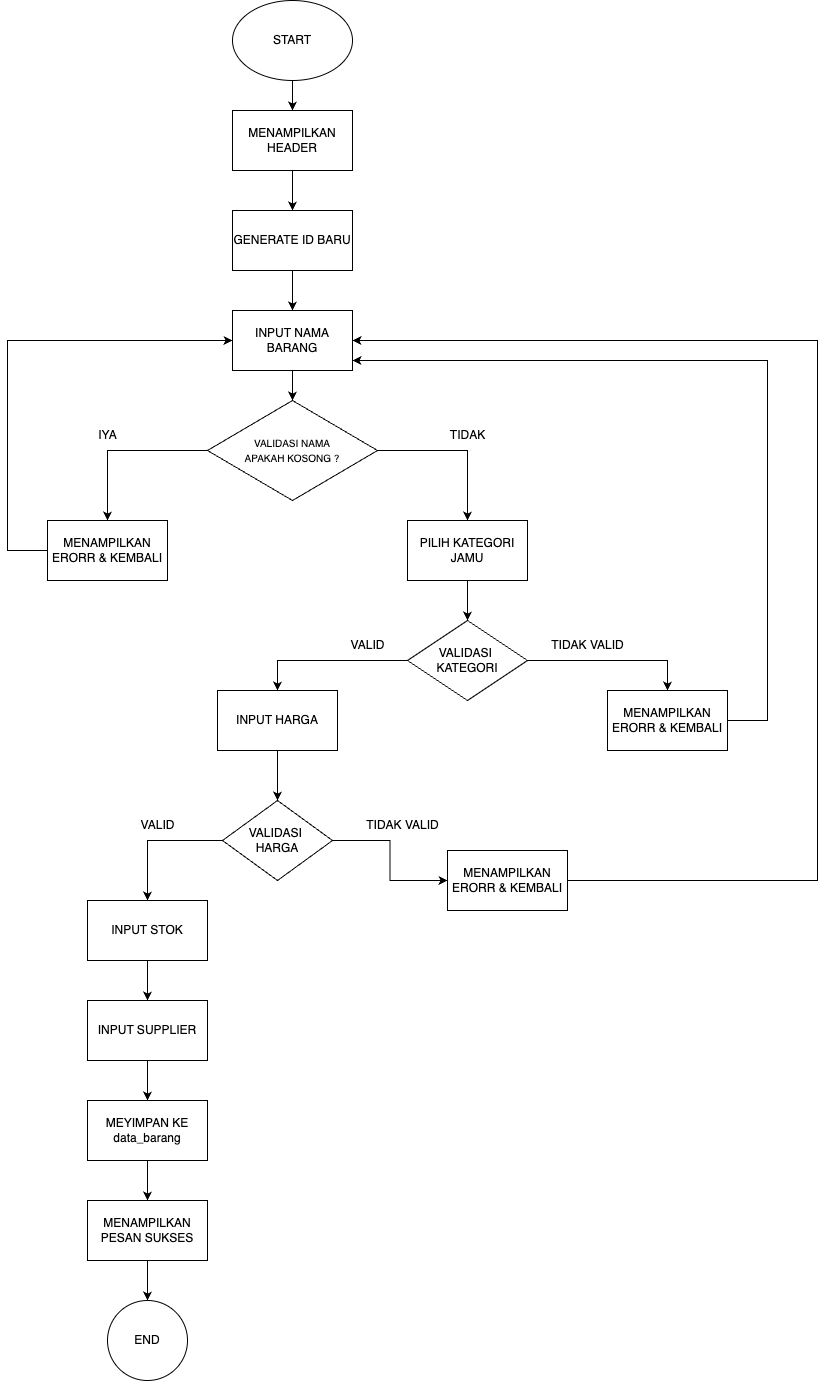 START
MENAMPILKAN
HEADER
GENERATE ID BARU
INPUT NAMA
BARANG
IYA
VALIDASI NAMA
APAKAH KOSONG ?
TIDAK
MENAMPILKAN
ERORR & KEMBALI
PILIH KATEGORI
JAMU
VALID
VALIDASI
KATEGORI
TIDAK VALID
INPUT HARGA
MENAMPILKAN
ERORR & KEMBALI
VALID
VALIDASI
HARGA
TIDAK VALID
MENAMPILKAN
ERORR & KEMBALI
INPUT STOK
INPUT SUPPLIER
MEYIMPAN KE
data_barang
MENAMPILKAN
PESAN SUKSES
END